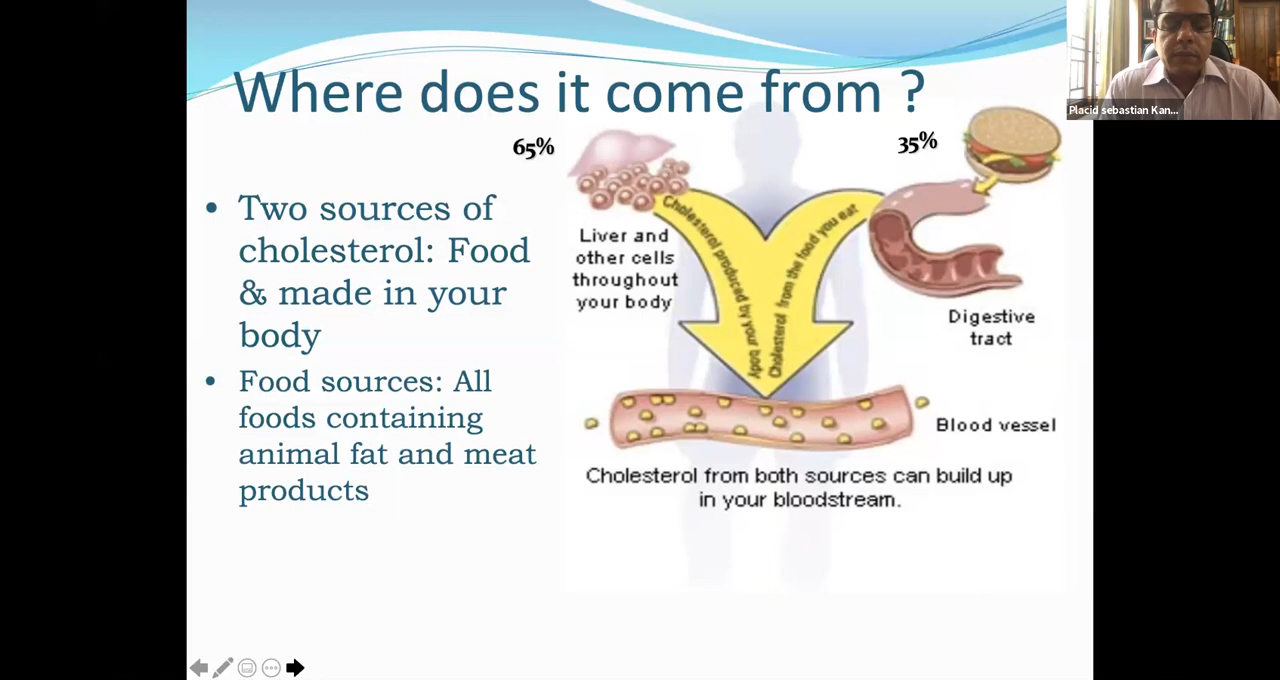 Where does it come from ?
Placid sebastian Kan...
65%
35%
• Two sources of
cholesterol: Food
& made in your
body
• Food sources: All
foods containing
animal fat and meat
products
Cholesterol produced by your body
Cholesterol from the food you eat
Liver and
other cells
throughout
your body
Digestive
tract
Blood vessel
Cholesterol from both sources can build up
in your bloodstream.